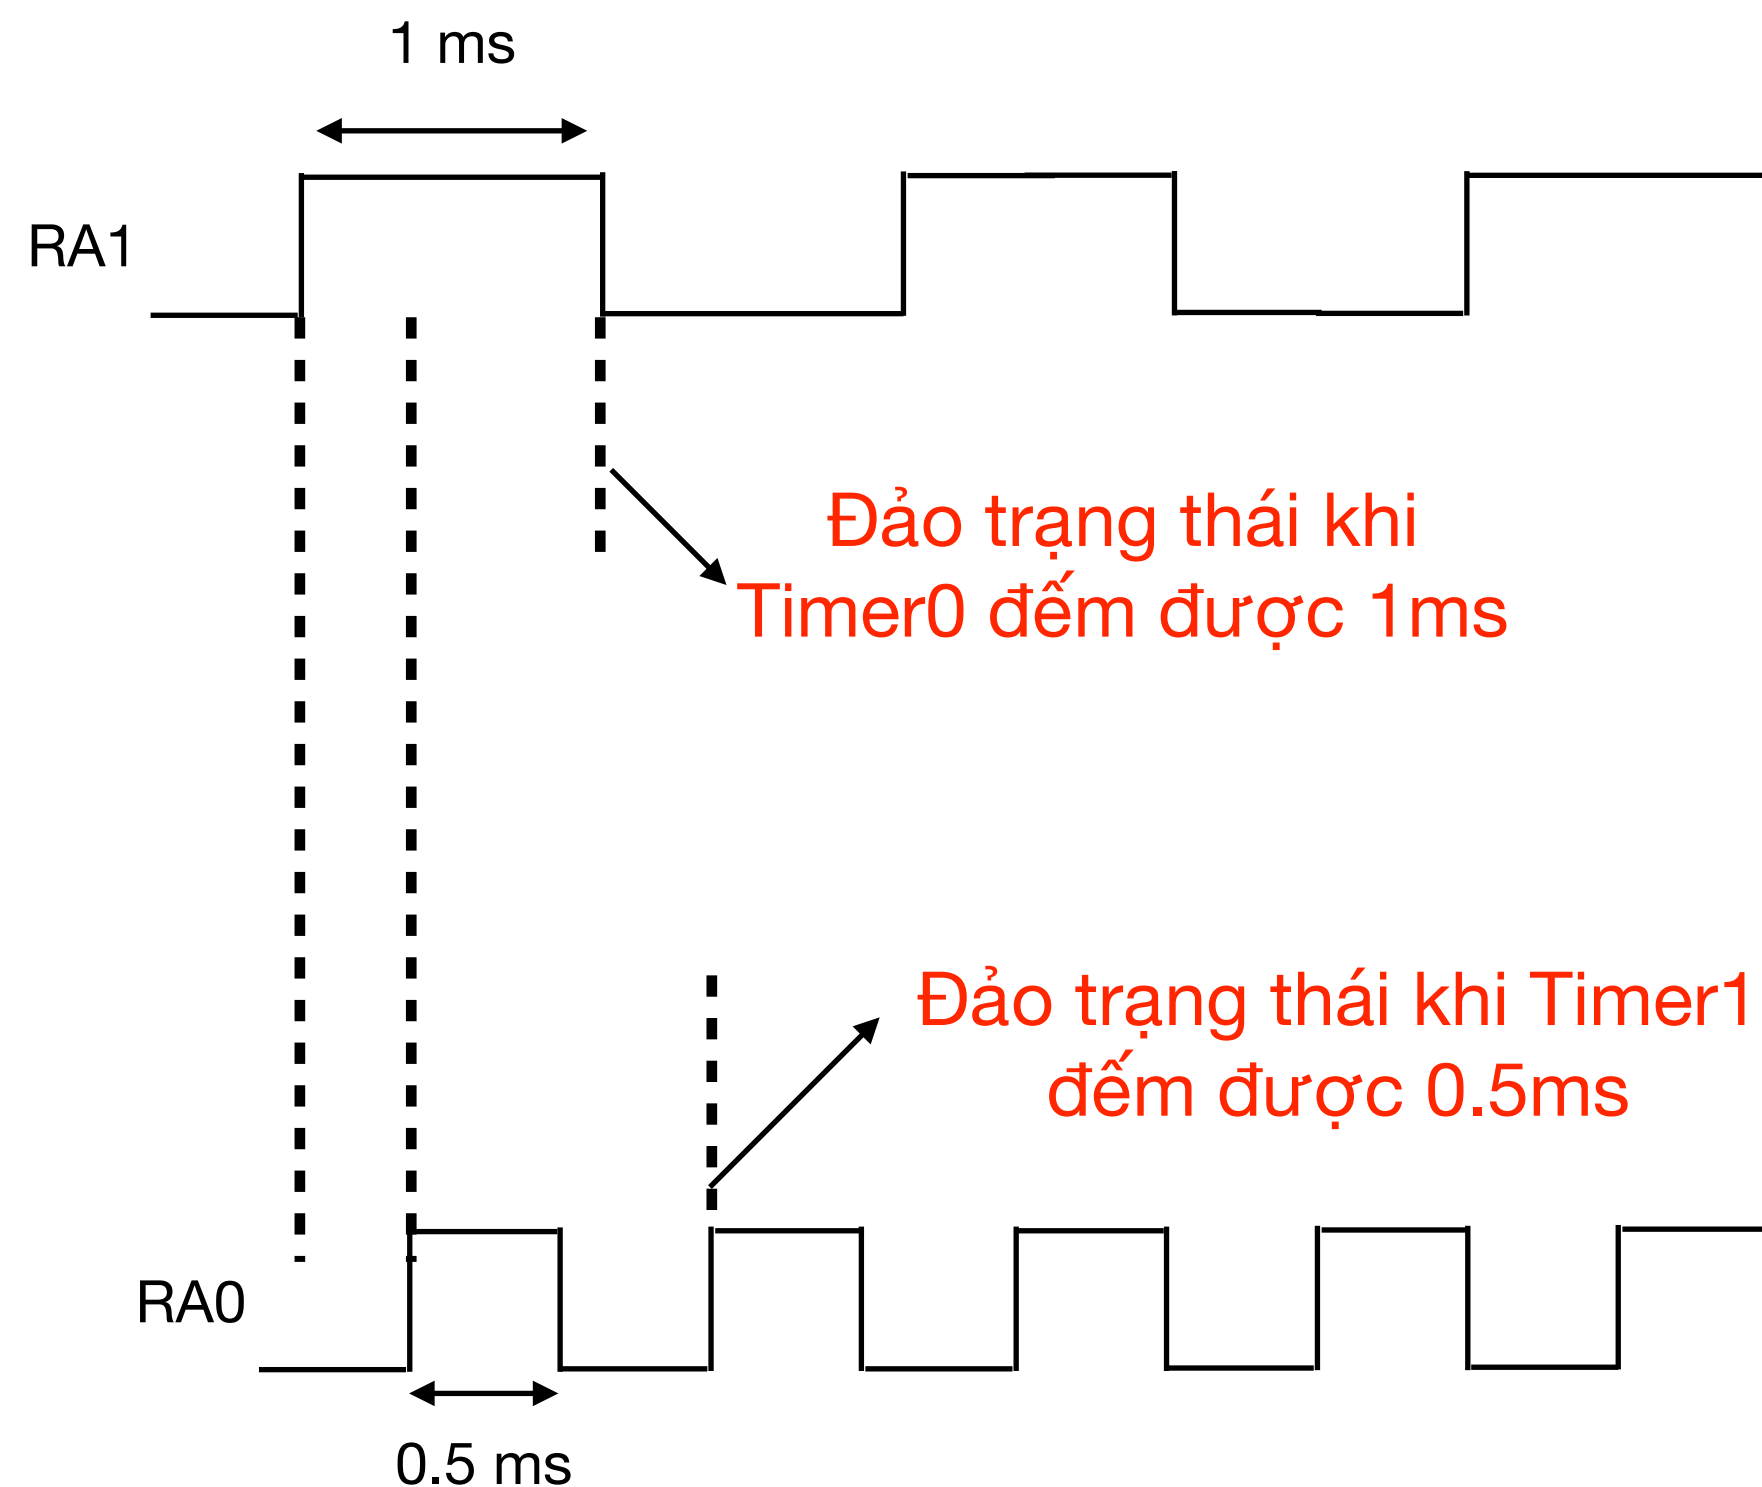 1 ms
RA1
Đảo trạng thái khi
Timer0 đếm được 1ms
Đảo trạng thái khi Timer1
đếm được 0.5ms
RA0
0.5 ms